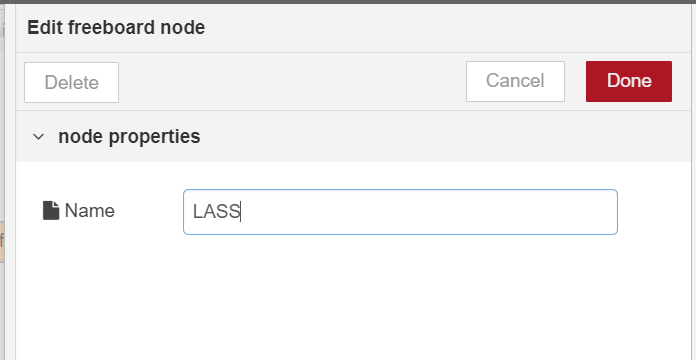 Edit freeboard node
Delete
Cancel
Done
node properties
Name
LASS